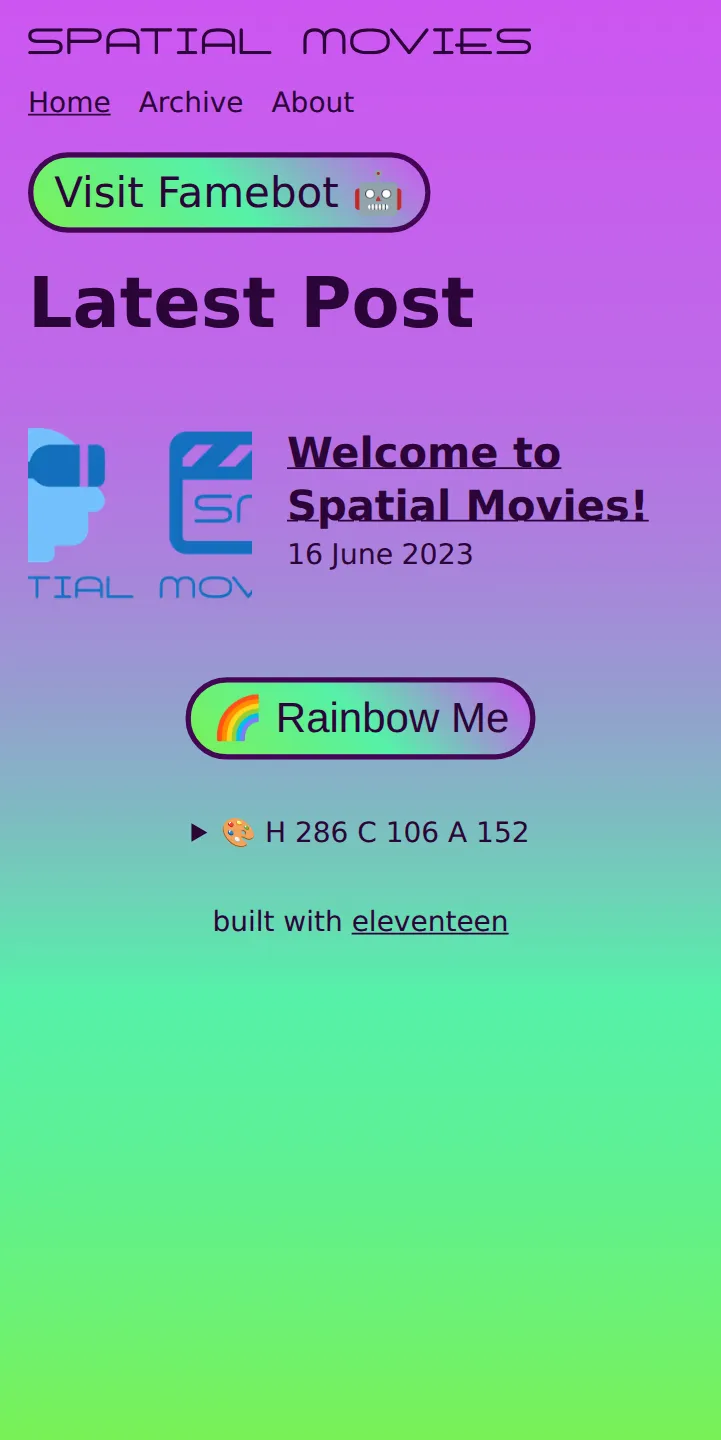 SPATIAL MOVIES
Home Archive About
Visit Famebot 🤖
Latest Post
Welcome to
Spatial Movies!
16 June 2023
TIAL MOV
🌈 Rainbow Me
▶ 🎨 H 286 C 106 A 152
built with eleventeen